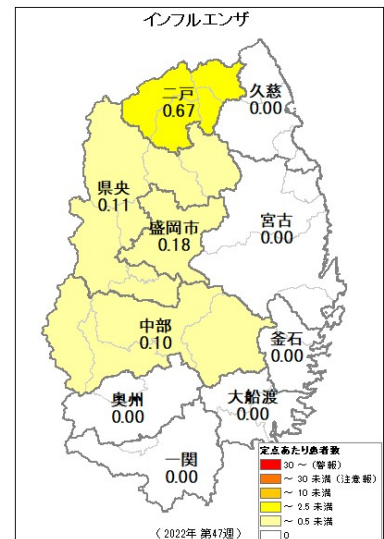 インフルエンザ
二戸
0.67
久慈
0.00
県央
0.11
盛岡市
0.18
宮古
0.00
中部
0.10
釜石
0.00
奥州
0.00
大船渡
0.00
一関
0.00
定点あたり患者数
30 ～ (警報)
～ 30 未満 (注意報)
～ 10 未満
～ 2.5 未満
～ 0.5 未満
0
(2022年 第47週)